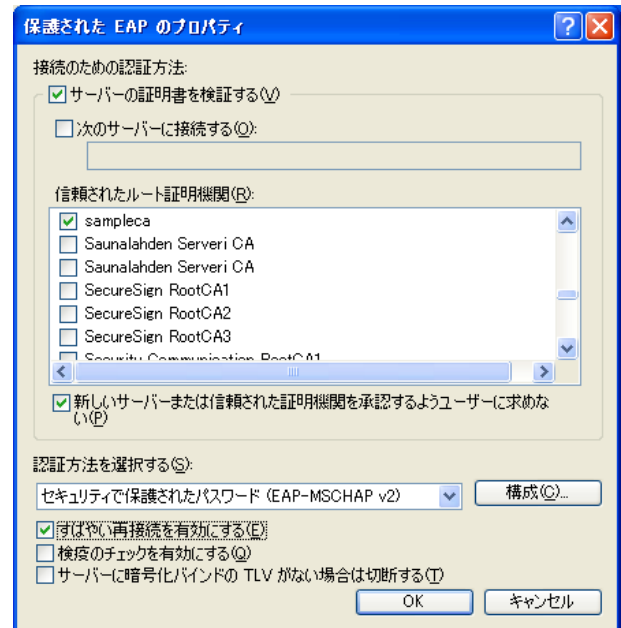 保護された EAP のプロパティ
接続のための認証方法:
サーバーの証明書を検証する(V)
次のサーバーに接続する(O):
信頼されたルート証明機関(R):
sampleca
Saunalahden Serveri CA
Saunalahden Serveri CA
SecureSign RootCA1
SecureSign RootCA2
SecureSign RootCA3
Security Communication RootCA1
新しいサーバーまたは信頼された証明機関を承認するようユーザーに求めな
い(P)
認証方法を選択する(S):
セキュリティで保護されたパスワード (EAP-MSCHAP v2)
構成(C)...
すばやい再接続を有効にする(E)
検疫のチェックを有効にする(Q)
サーバーに暗号化バインドの TLV がない場合は切断する(T)
OK
キャンセル